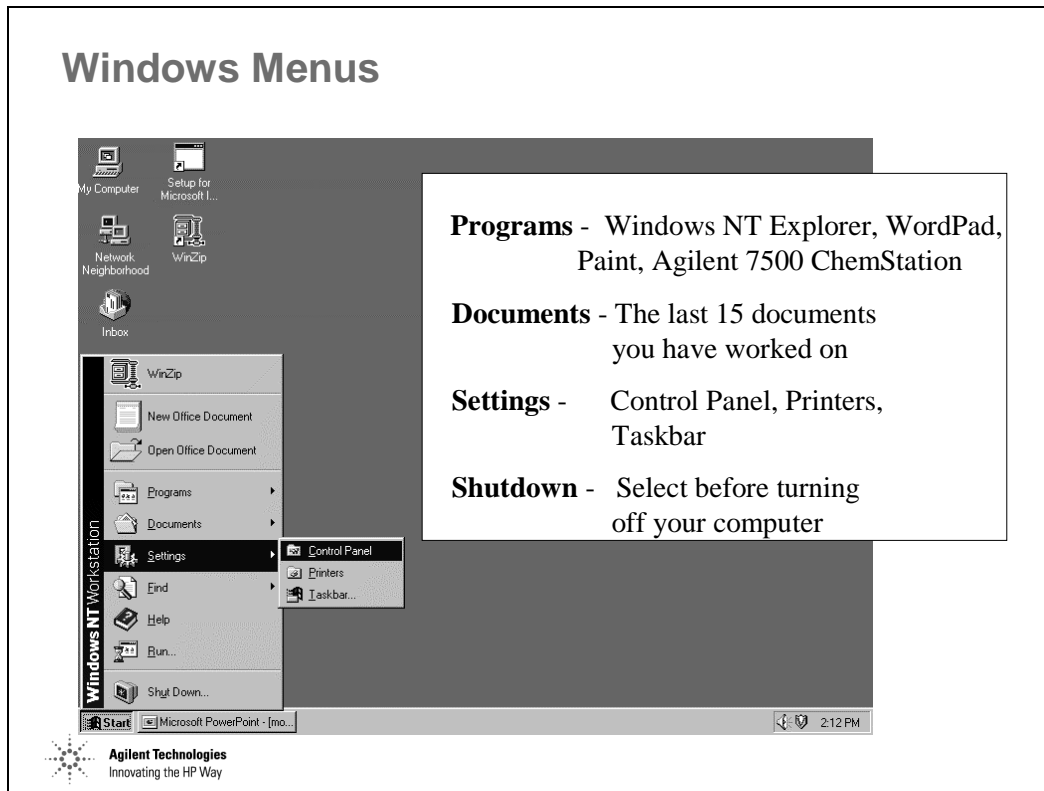 Windows Menus
My Computer
Setup for
Microsoft I...
Network
Neighborhood
WinZip
Inbox
Programs - Windows NT Explorer, WordPad,
Paint, Agilent 7500 ChemStation
Documents - The last 15 documents
you have worked on
Settings - Control Panel, Printers,
Taskbar
Shutdown - Select before turning
off your computer
WinZip
New Office Document
Open Office Document
Programs
Documents
Settings
Find
Help
Run...
Shut Down...
Control Panel
Printers
Taskbar...
Windows NT Workstation
Start
Microsoft PowerPoint - [mo...
2:12 PM
Agilent Technologies
Innovating the HP Way